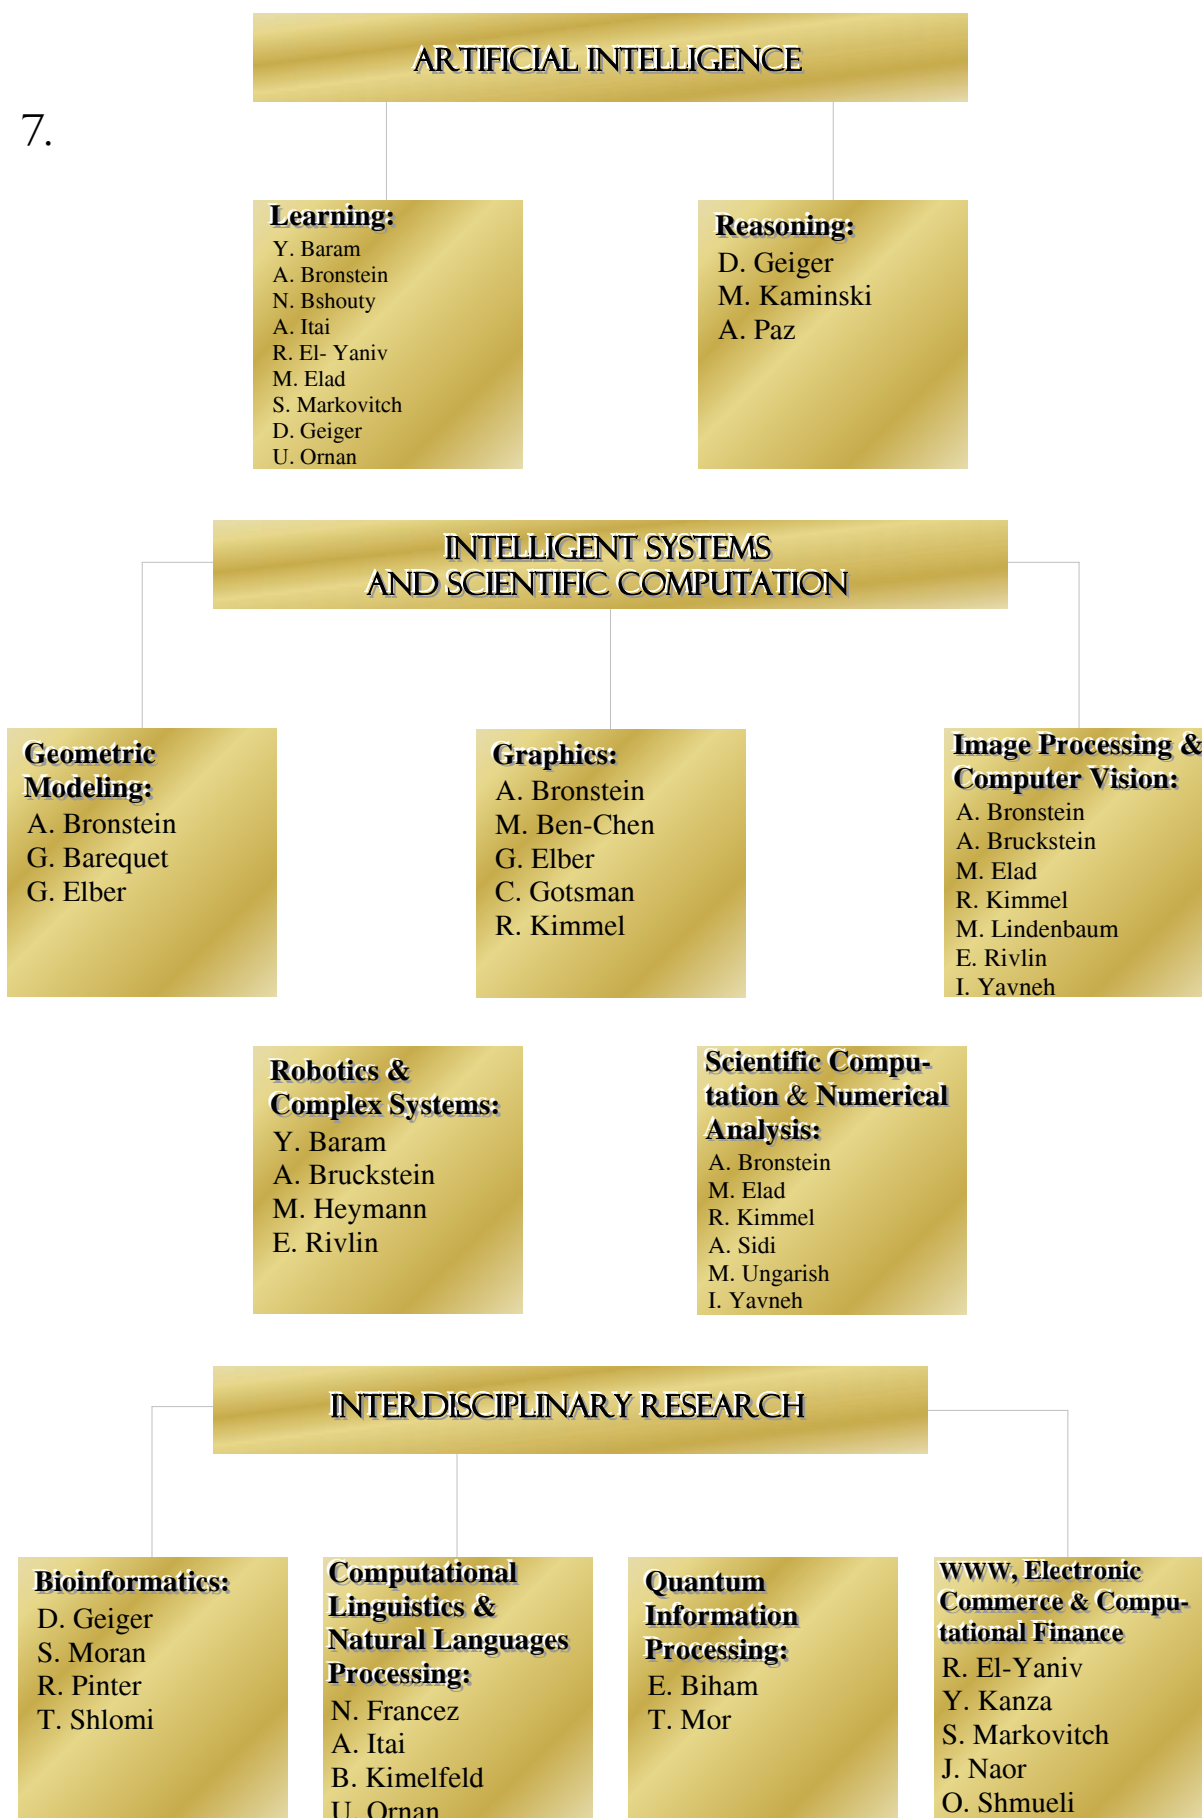 ARTIFICIAL INTELLIGENCE
7.
Learning:
Y. Baram
A. Bronstein
N. Bshouty
A. Itai
R. El- Yaniv
M. Elad
S. Markovitch
D. Geiger
U. Ornan
Reasoning:
D. Geiger
M. Kaminski
A. Paz
INTELLIGENT SYSTEMS
AND SCIENTIFIC COMPUTATION
Geometric
Modeling:
A. Bronstein
G. Barequet
G. Elber
Graphics:
A. Bronstein
M. Ben-Chen
G. Elber
C. Gotsman
R. Kimmel
Image Processing &
Computer Vision:
A. Bronstein
A. Bruckstein
M. Elad
R. Kimmel
M. Lindenbaum
E. Rivlin
I. Yavneh
Robotics &
Complex Systems:
Y. Baram
A. Bruckstein
M. Heymann
E. Rivlin
Scientific Compu-
tation & Numerical
Analysis:
A. Bronstein
M. Elad
R. Kimmel
A. Sidi
M. Ungarish
I. Yavneh
INTERDISCIPLINARY RESEARCH
Bioinformatics:
D. Geiger
S. Moran
R. Pinter
T. Shlomi
Computational
Linguistics &
Natural Languages
Processing:
N. Francez
A. Itai
B. Kimelfeld
U. Ornan
Quantum
Information
Processing:
E. Biham
T. Mor
WWW, Electronic
Commerce & Compu-
tational Finance
R. El-Yaniv
Y. Kanza
S. Markovitch
J. Naor
O. Shmueli